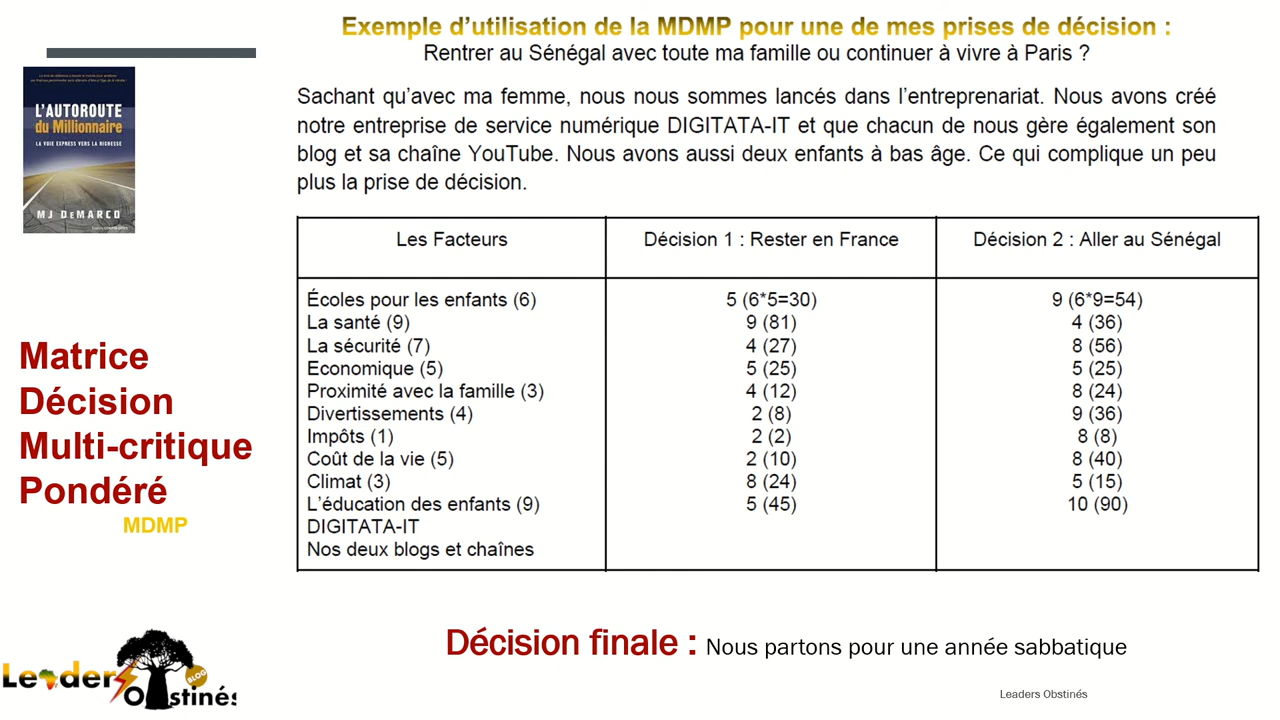 Exemple d'utilisation de la MDMP pour une de mes prises de décision :
Rentrer au Sénégal avec toute ma famille ou continuer à vivre à Paris ?
Sachant qu'avec ma femme, nous nous sommes lancés dans l'entreprenariat. Nous avons créé
notre entreprise de service numérique DIGITATA-IT et que chacun de nous gère également son
blog et sa chaîne YouTube. Nous avons aussi deux enfants à bas âge. Ce qui complique un peu
plus la prise de décision.
L'AUTOROUTE
du Millionnaire
LA VOIE EXPRESS VERS LA RICHESSE
MJ DEMARCO
Matrice
Décision
Multi-critique
Pondéré
MDMP
Les Facteurs Décision 1 : Rester en France Décision 2 : Aller au Sénégal
Écoles pour les enfants (6) 5 (6*5=30) 9 (6*9=54)
La santé (9) 9 (81) 4 (36)
La sécurité (7) 4 (27) 8 (56)
Economique (5) 5 (25) 5 (25)
Proximité avec la famille (3) 4 (12) 8 (24)
Divertissements (4) 2 (8) 9 (36)
Impôts (1) 2 (2) 8 (8)
Coût de la vie (5) 2 (10) 8 (40)
Climat (3) 8 (24) 5 (15)
L'éducation des enfants (9) 5 (45) 10 (90)
DIGITATA-IT
Nos deux blogs et chaînes
Décision finale : Nous partons pour une année sabbatique
Leaders
Obstinés
BLOG
Leaders Obstinés